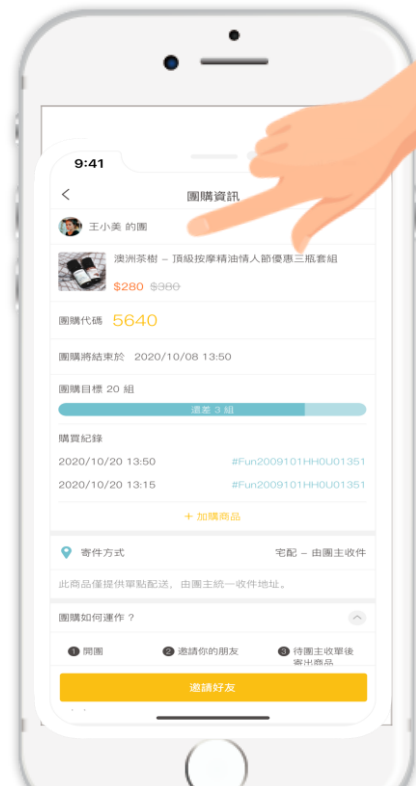 9:41
團購資訊
王小美 的團
澳洲茶樹 – 頂級按摩精油情人節優惠三瓶套組
$280 $380
團購代碼 5640
團購將結束於 2020/10/08 13:50
團購目標 20 組
還差 3 組
購買紀錄
2020/10/20 13:50 #Fun2009101HH0U01351
2020/10/20 13:15 #Fun2009101HH0U01351
+ 加購商品
寄件方式 宅配 – 由團主收件
此商品僅提供單點配送，由團主統一收件地址。
團購如何運作？
1 開團 2 邀請你的朋友 3 待團主收單後
寄出商品
邀請好友